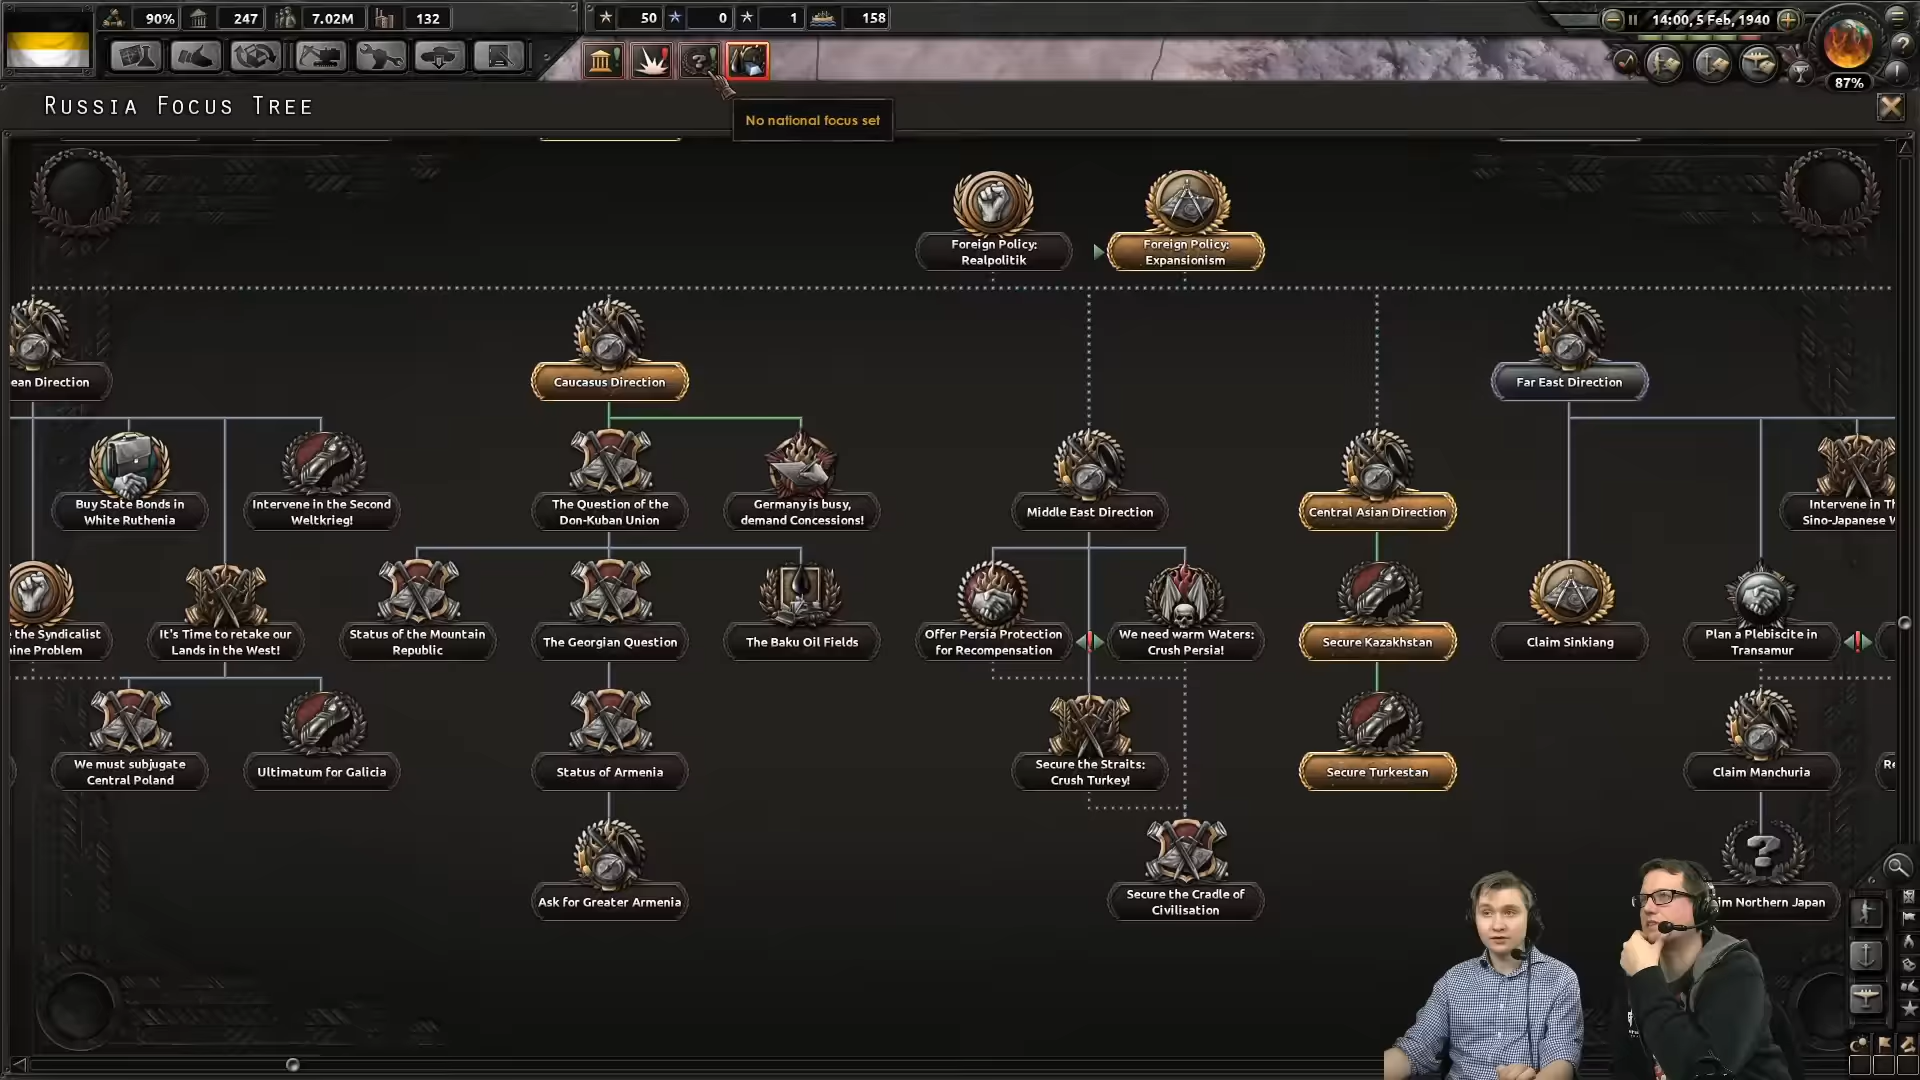 90%
247
7.02M
132
50
0
1
158
14:00, 5 Feb, 1940
87%
RUSSIA FOCUS TREE
No national focus set
Foreign Policy:
Realpolitik
Foreign Policy:
Expansionism
ean Direction
Caucasus Direction
Far East Direction
Buy State Bonds in
White Ruthenia
Intervene in the Second
Weltkrieg!
The Question of the
Don-Kuban Union
Germany is busy,
demand Concessions!
Middle East Direction
Central Asian Direction
Intervene in Th
Sino-Japanese W
e the Syndicalist
ine Problem
It's Time to retake our
Lands in the West!
Status of the Mountain
Republic
The Georgian Question
The Baku Oil Fields
Offer Persia Protection
for Recompensation
We need warm Waters:
Crush Persia!
Secure Kazakhstan
Claim Sinkiang
Plan a Plebiscite in
Transamur
We must subjugate
Central Poland
Ultimatum for Galicia
Status of Armenia
Secure the Straits:
Crush Turkey!
Secure Turkestan
Claim Manchuria
Re
Ask for Greater Armenia
Secure the Cradle of
Civilisation
im Northern Japan